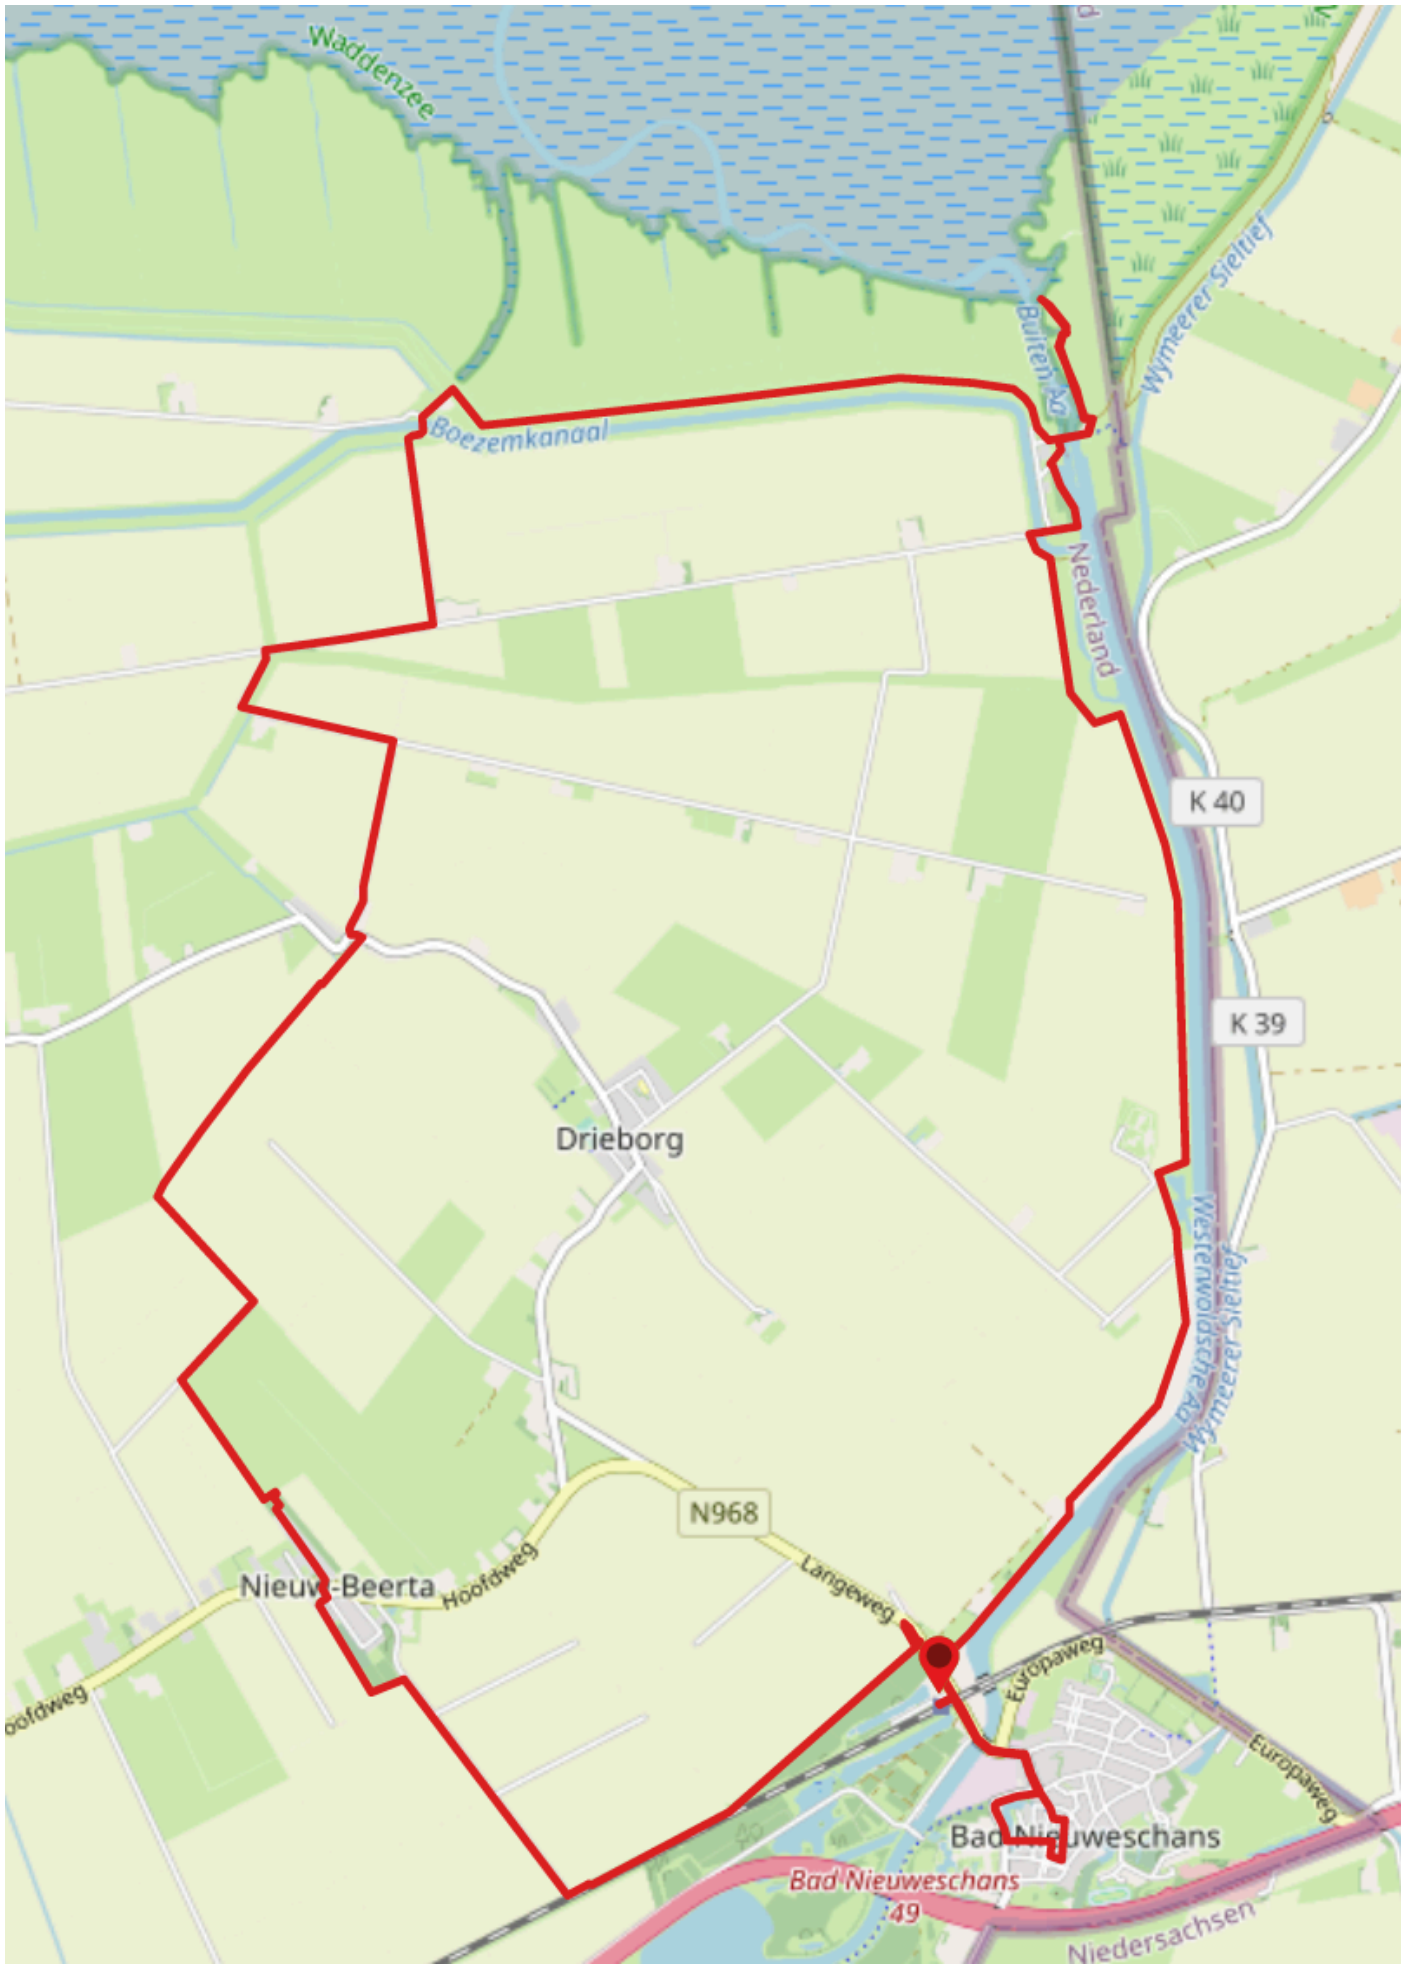 Waddenzee
Wymeerer Sieltief
Buiten Aa
Boezemkanaal
Nederland
K 40
K 39
Drieborg
Westerwoldsche Aa
Wymeerer Sieltief
N968
Langeweg
Nieuw-Beerta
Hoofdweg
Europaweg
oofdweg
Europaweg
Bad Nieuweschans
Bad Nieuweschans
49
Niedersachsen